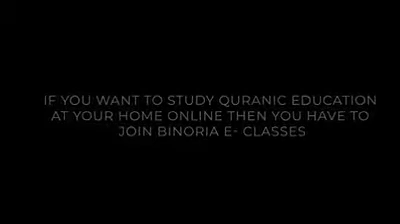 IF YOU WANT TO STUDY QURANIC EDUCATION
AT YOUR HOME ONLINE THEN YOU HAVE TO
JOIN BINORIA E- CLASSES